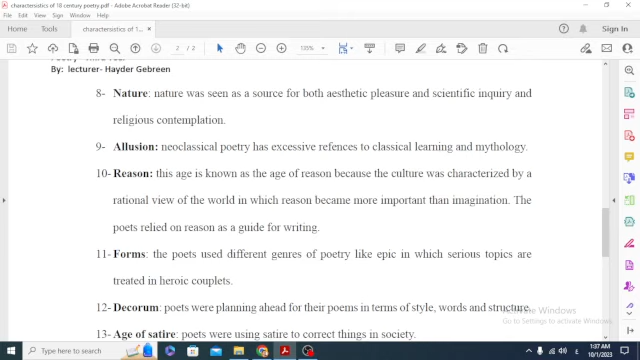 characteristics of 18 century poetry.pdf - Adobe Acrobat Reader (32-bit)
File Edit View Sign Window Help
Home Tools characteristics of 1... ×
Sign In
2 / 2 135%
By: lecturer- Hayder Gebreen
8- Nature: nature was seen as a source for both aesthetic pleasure and scientific inquiry and
religious contemplation.
9- Allusion: neoclassical poetry has excessive refences to classical learning and mythology.
10- Reason: this age is known as the age of reason because the culture was characterized by a
rational view of the world in which reason became more important than imagination. The
poets relied on reason as a guide for writing.
11- Forms: the poets used different genres of poetry like epic in which serious topics are
treated in heroic couplets.
12- Decorum: poets were planning ahead for their poems in terms of style, words and structure.
Activate Windows
Go to Settings to activate Windows.
13- Age of satire: poets were using satire to correct things in society.
Type here to search
1:37 AM
10/1/2023